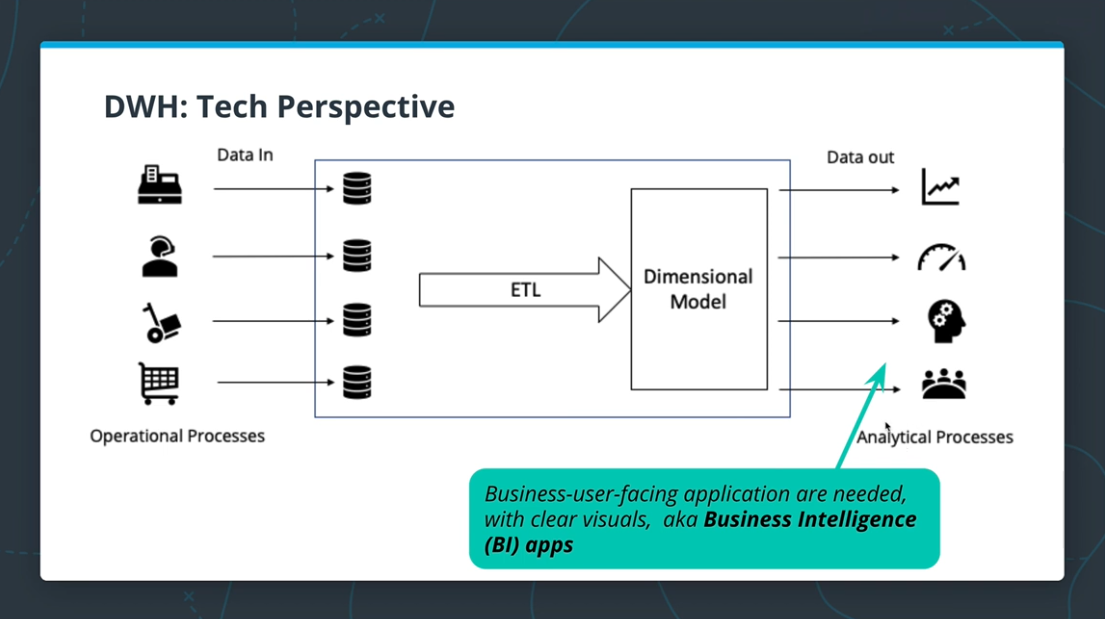 DWH: Tech Perspective
Data In
Data out
ETL
Dimensional
Model
Operational Processes
Analytical Processes
Business-user-facing application are needed,
with clear visuals, aka Business Intelligence
(BI) apps